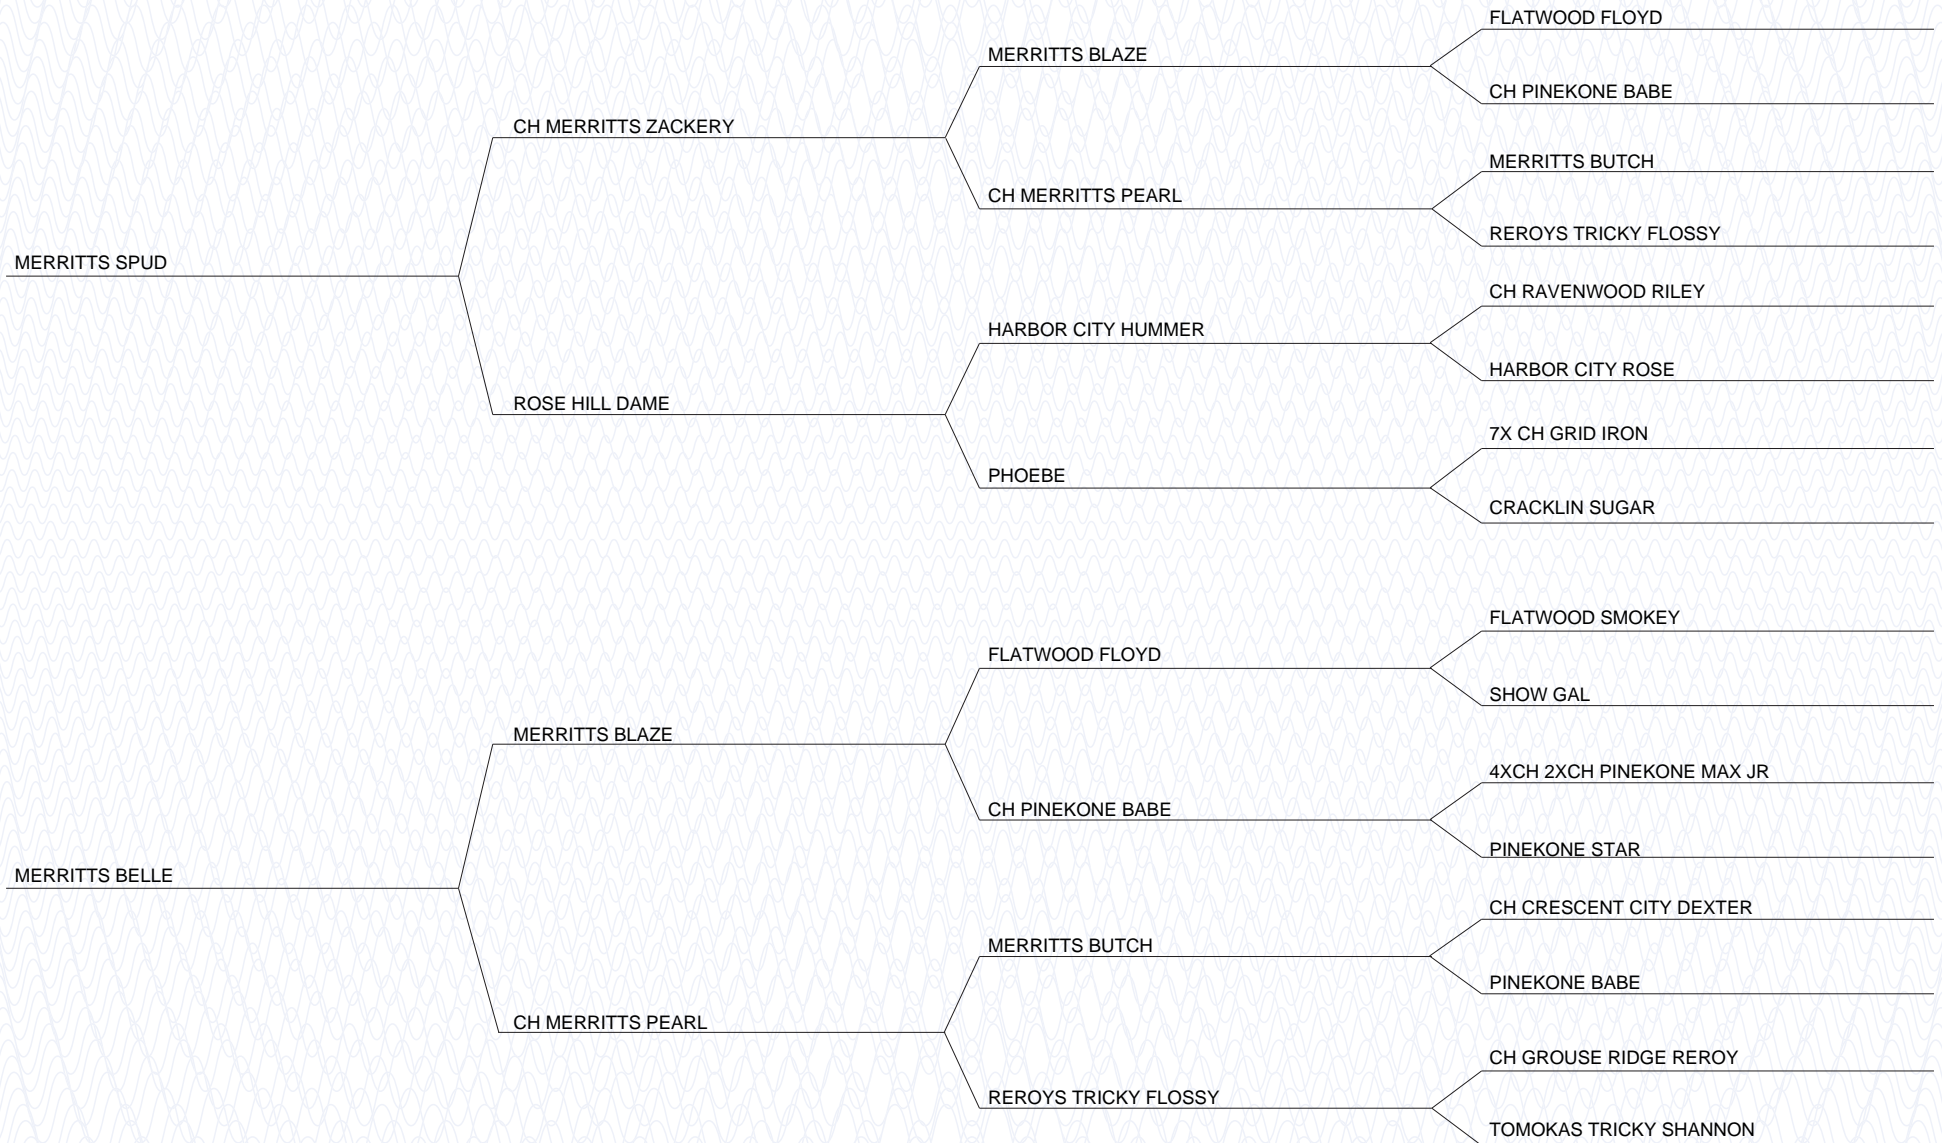 FLATWOOD FLOYD
MERRITTS BLAZE
CH PINEKONE BABE
CH MERRITTS ZACKERY
MERRITTS BUTCH
CH MERRITTS PEARL
REROYS TRICKY FLOSSY
MERRITTS SPUD
CH RAVENWOOD RILEY
HARBOR CITY HUMMER
HARBOR CITY ROSE
ROSE HILL DAME
7X CH GRID IRON
PHOEBE
CRACKLIN SUGAR
FLATWOOD SMOKEY
FLATWOOD FLOYD
SHOW GAL
MERRITTS BLAZE
4XCH 2XCH PINEKONE MAX JR
CH PINEKONE BABE
PINEKONE STAR
MERRITTS BELLE
CH CRESCENT CITY DEXTER
MERRITTS BUTCH
PINEKONE BABE
CH MERRITTS PEARL
CH GROUSE RIDGE REROY
REROYS TRICKY FLOSSY
TOMOKAS TRICKY SHANNON